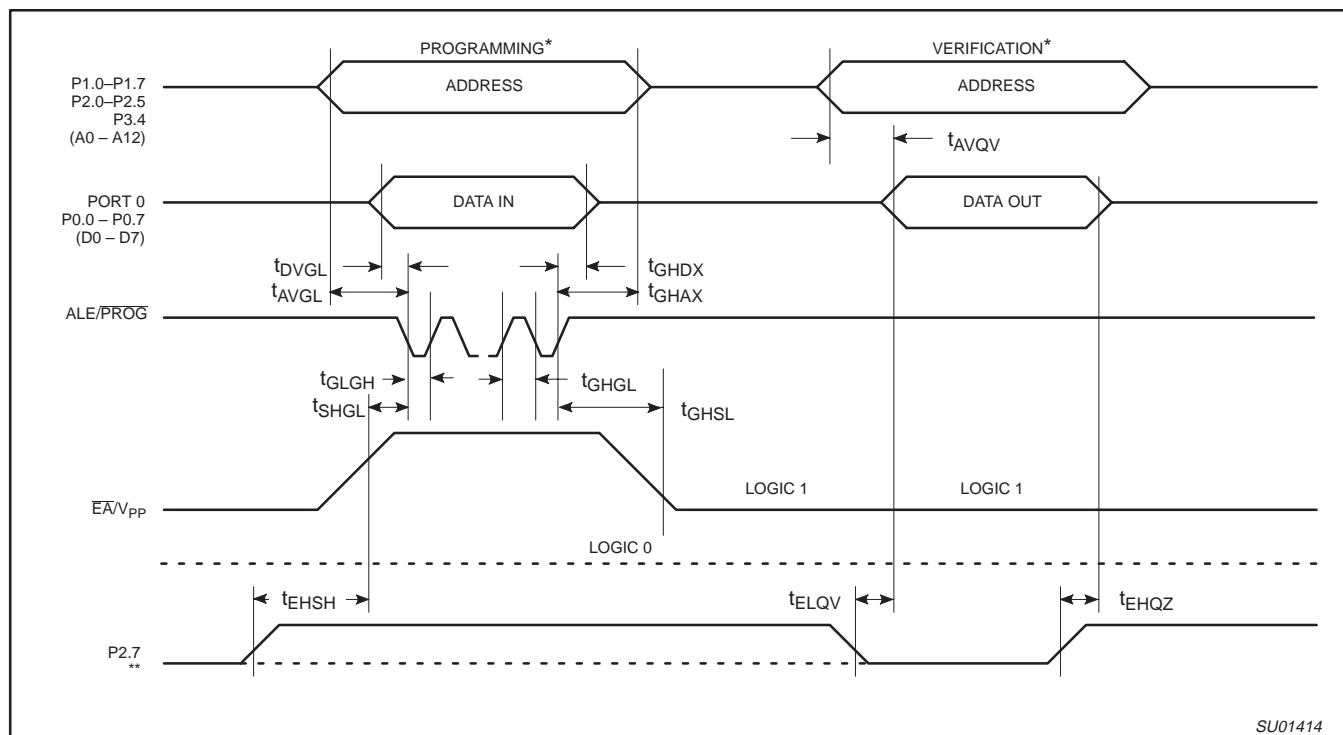 PROGRAMMING*
VERIFICATION*
P1.0–P1.7
P2.0–P2.5
P3.4
(A0 – A12)
ADDRESS
ADDRESS
tAVQV
PORT 0
P0.0 – P0.7
(D0 – D7)
DATA IN
DATA OUT
tDVGL
tGHDX
tAVGL
tGHAX
ALE/PROG
tGLGH
tGHGL
tSHGL
tGHSL
EA/VPP
LOGIC 1
LOGIC 1
LOGIC 0
tEHSH
tELQV
tEHQZ
P2.7
**
SU01414